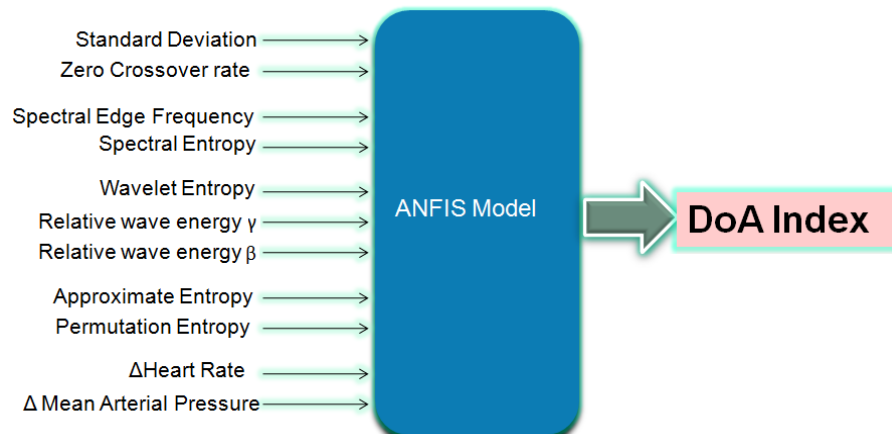 Standard Deviation
Zero Crossover rate
Spectral Edge Frequency
Spectral Entropy
Wavelet Entropy
Relative wave energy γ
Relative wave energy β
Approximate Entropy
Permutation Entropy
ΔHeart Rate
Δ Mean Arterial Pressure
ANFIS Model
DoA Index